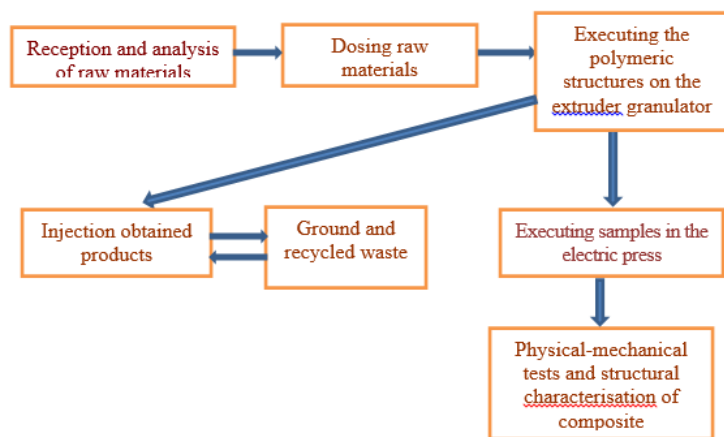 Reception and analysis
of raw materials
Dosing raw
materials
Executing the
polymeric
structures on the
extruder granulator
Injection obtained
products
Ground and
recycled waste
Executing samples in the
electric press
Physical-mechanical
tests and structural
characterisation of
composite